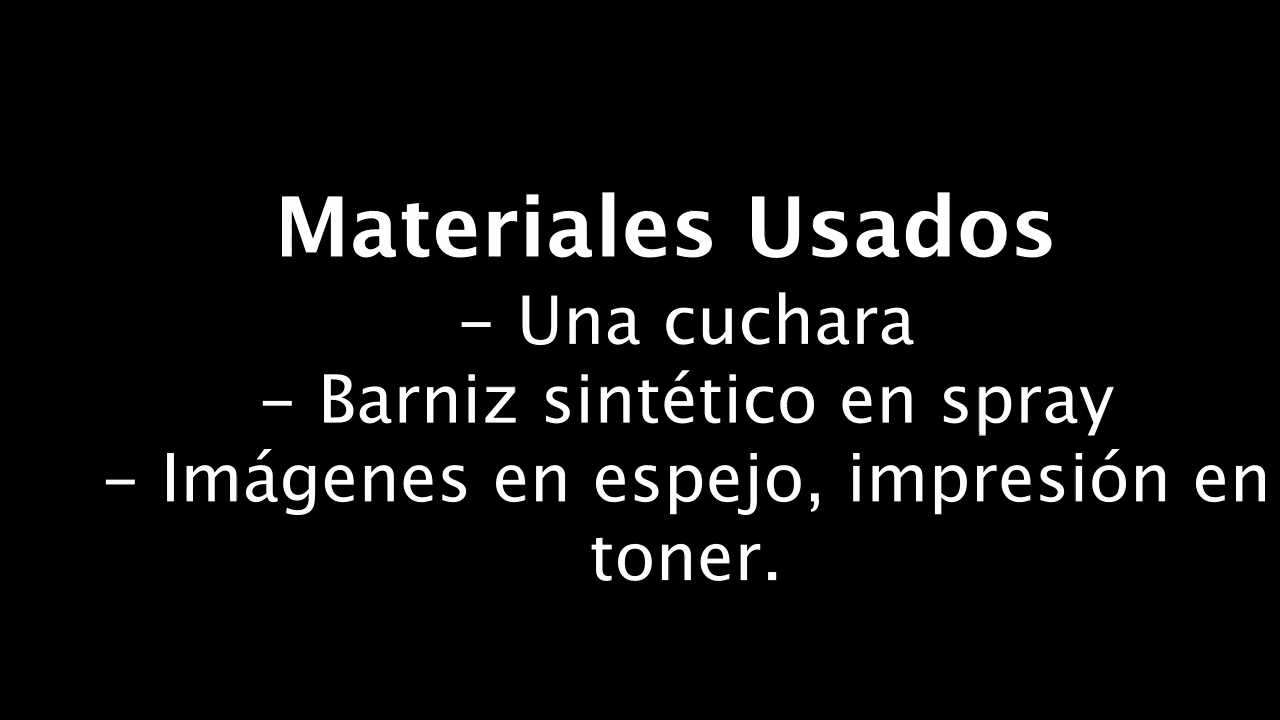 Materiales Usados
- Una cuchara
- Barniz sintético en spray
- Imágenes en espejo, impresión en
toner.